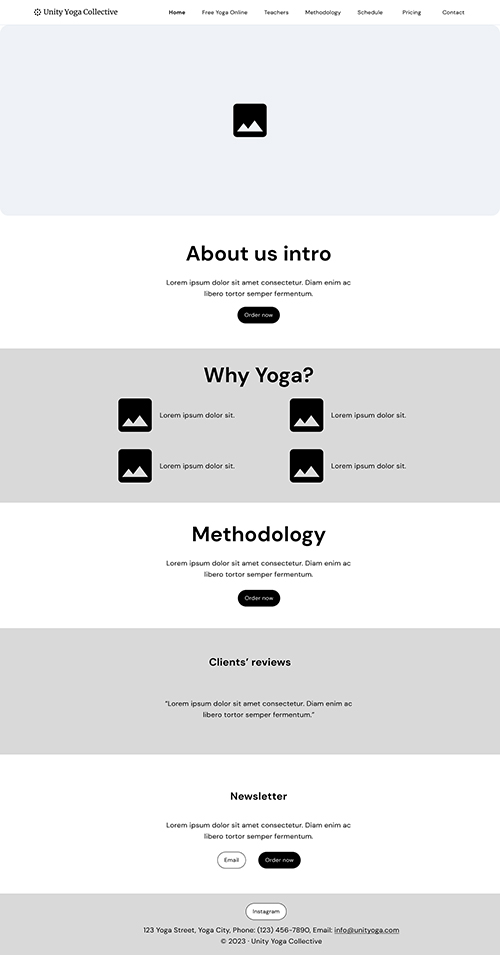 Unity Yoga Collective Home Free Yoga Online Teachers Methodology Schedule Pricing Contact
About us intro
Lorem ipsum dolor sit amet consectetur. Diam enim ac
libero tortor semper fermentum.
Order now
Why Yoga?
Lorem ipsum dolor sit. Lorem ipsum dolor sit.
Lorem ipsum dolor sit. Lorem ipsum dolor sit.
Methodology
Lorem ipsum dolor sit amet consectetur. Diam enim ac
libero tortor semper fermentum.
Order now
Clients’ reviews
“Lorem ipsum dolor sit amet consectetur. Diam enim ac
libero tortor semper fermentum.”
Newsletter
Lorem ipsum dolor sit amet consectetur. Diam enim ac
libero tortor semper fermentum.
Email Order now
Instagram
123 Yoga Street, Yoga City, Phone: (123) 456-7890, Email: info@unityoga.com
© 2023 · Unity Yoga Collective